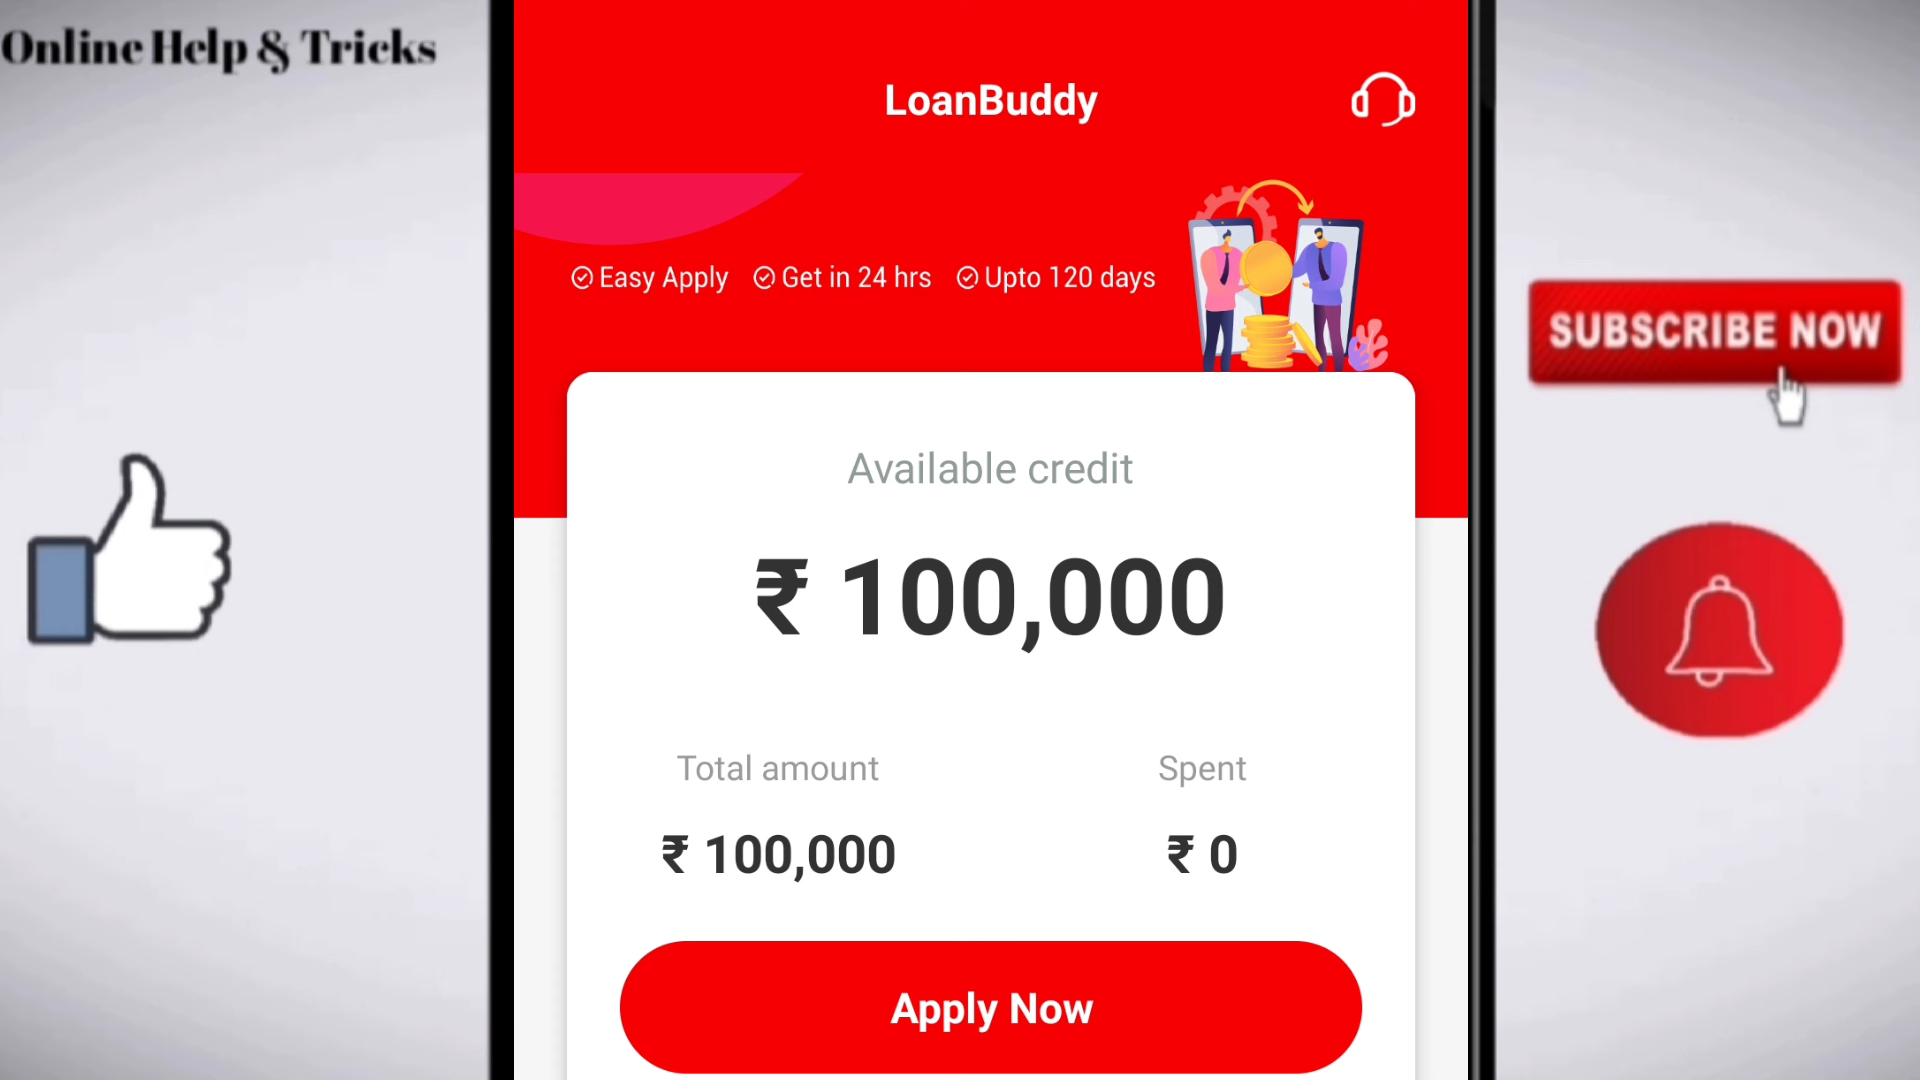 Online Help & Tricks
LoanBuddy
Easy Apply Get in 24 hrs Upto 120 days
SUBSCRIBE NOW
Available credit
₹ 100,000
Total amount Spent
₹ 100,000 ₹ 0
Apply Now